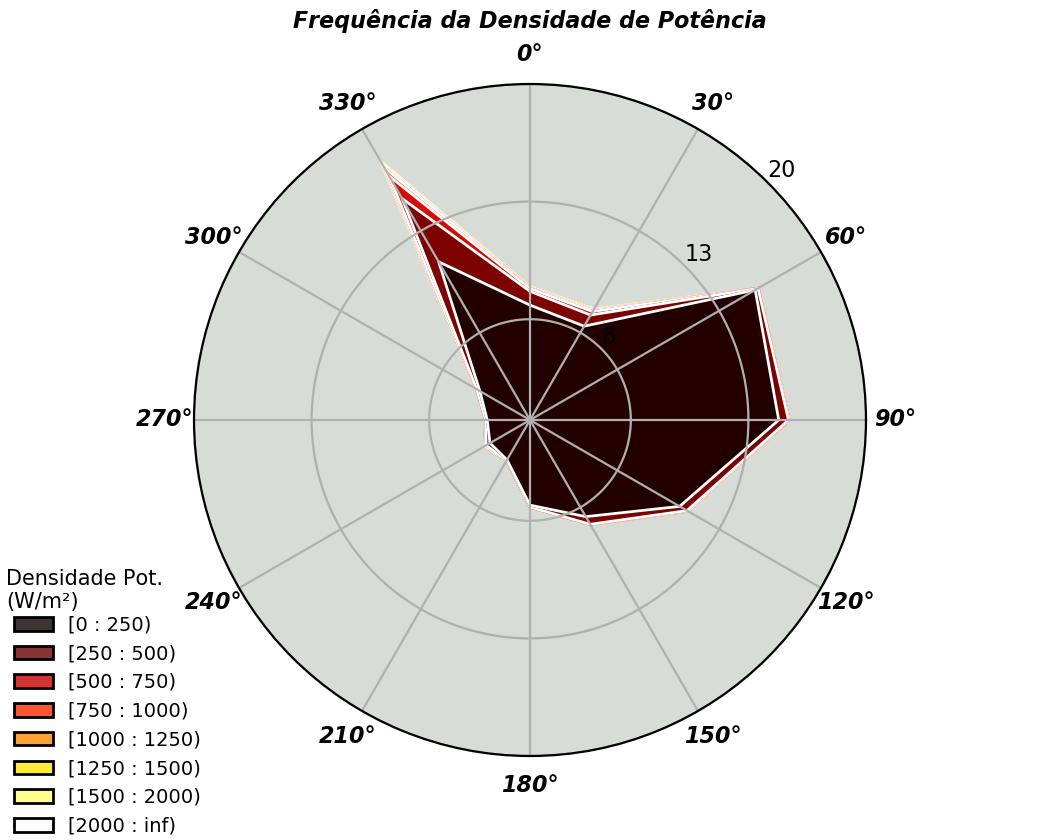 Frequência da Densidade de Potência
0°
330°
30°
20
300°
60°
13
6
270°
90°
240°
120°
210°
150°
180°
Densidade Pot.
(W/m²)
[0 : 250)
[250 : 500)
[500 : 750)
[750 : 1000)
[1000 : 1250)
[1250 : 1500)
[1500 : 2000)
[2000 : inf)